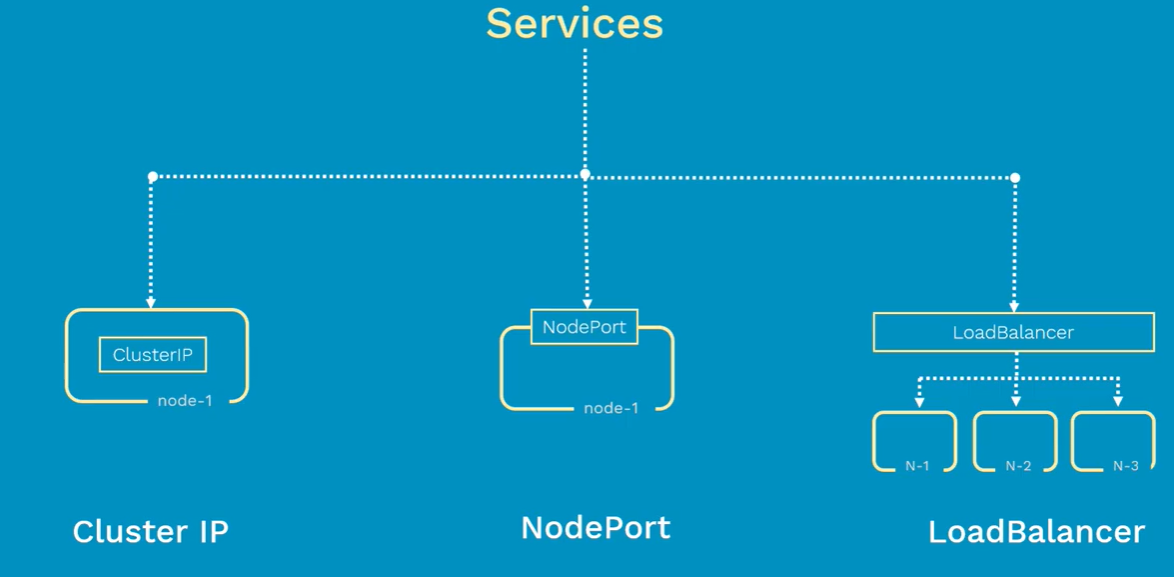 Services
ClusterIP
node-1
NodePort
node-1
LoadBalancer
N-1
N-2
N-3
Cluster IP
NodePort
LoadBalancer